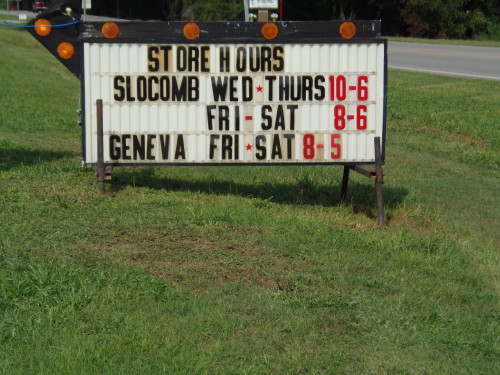 STORE HOURS
SLOCOMB WED★THURS 10-6
FRI-SAT 8-6
GENEVA FRI★SAT 8-5